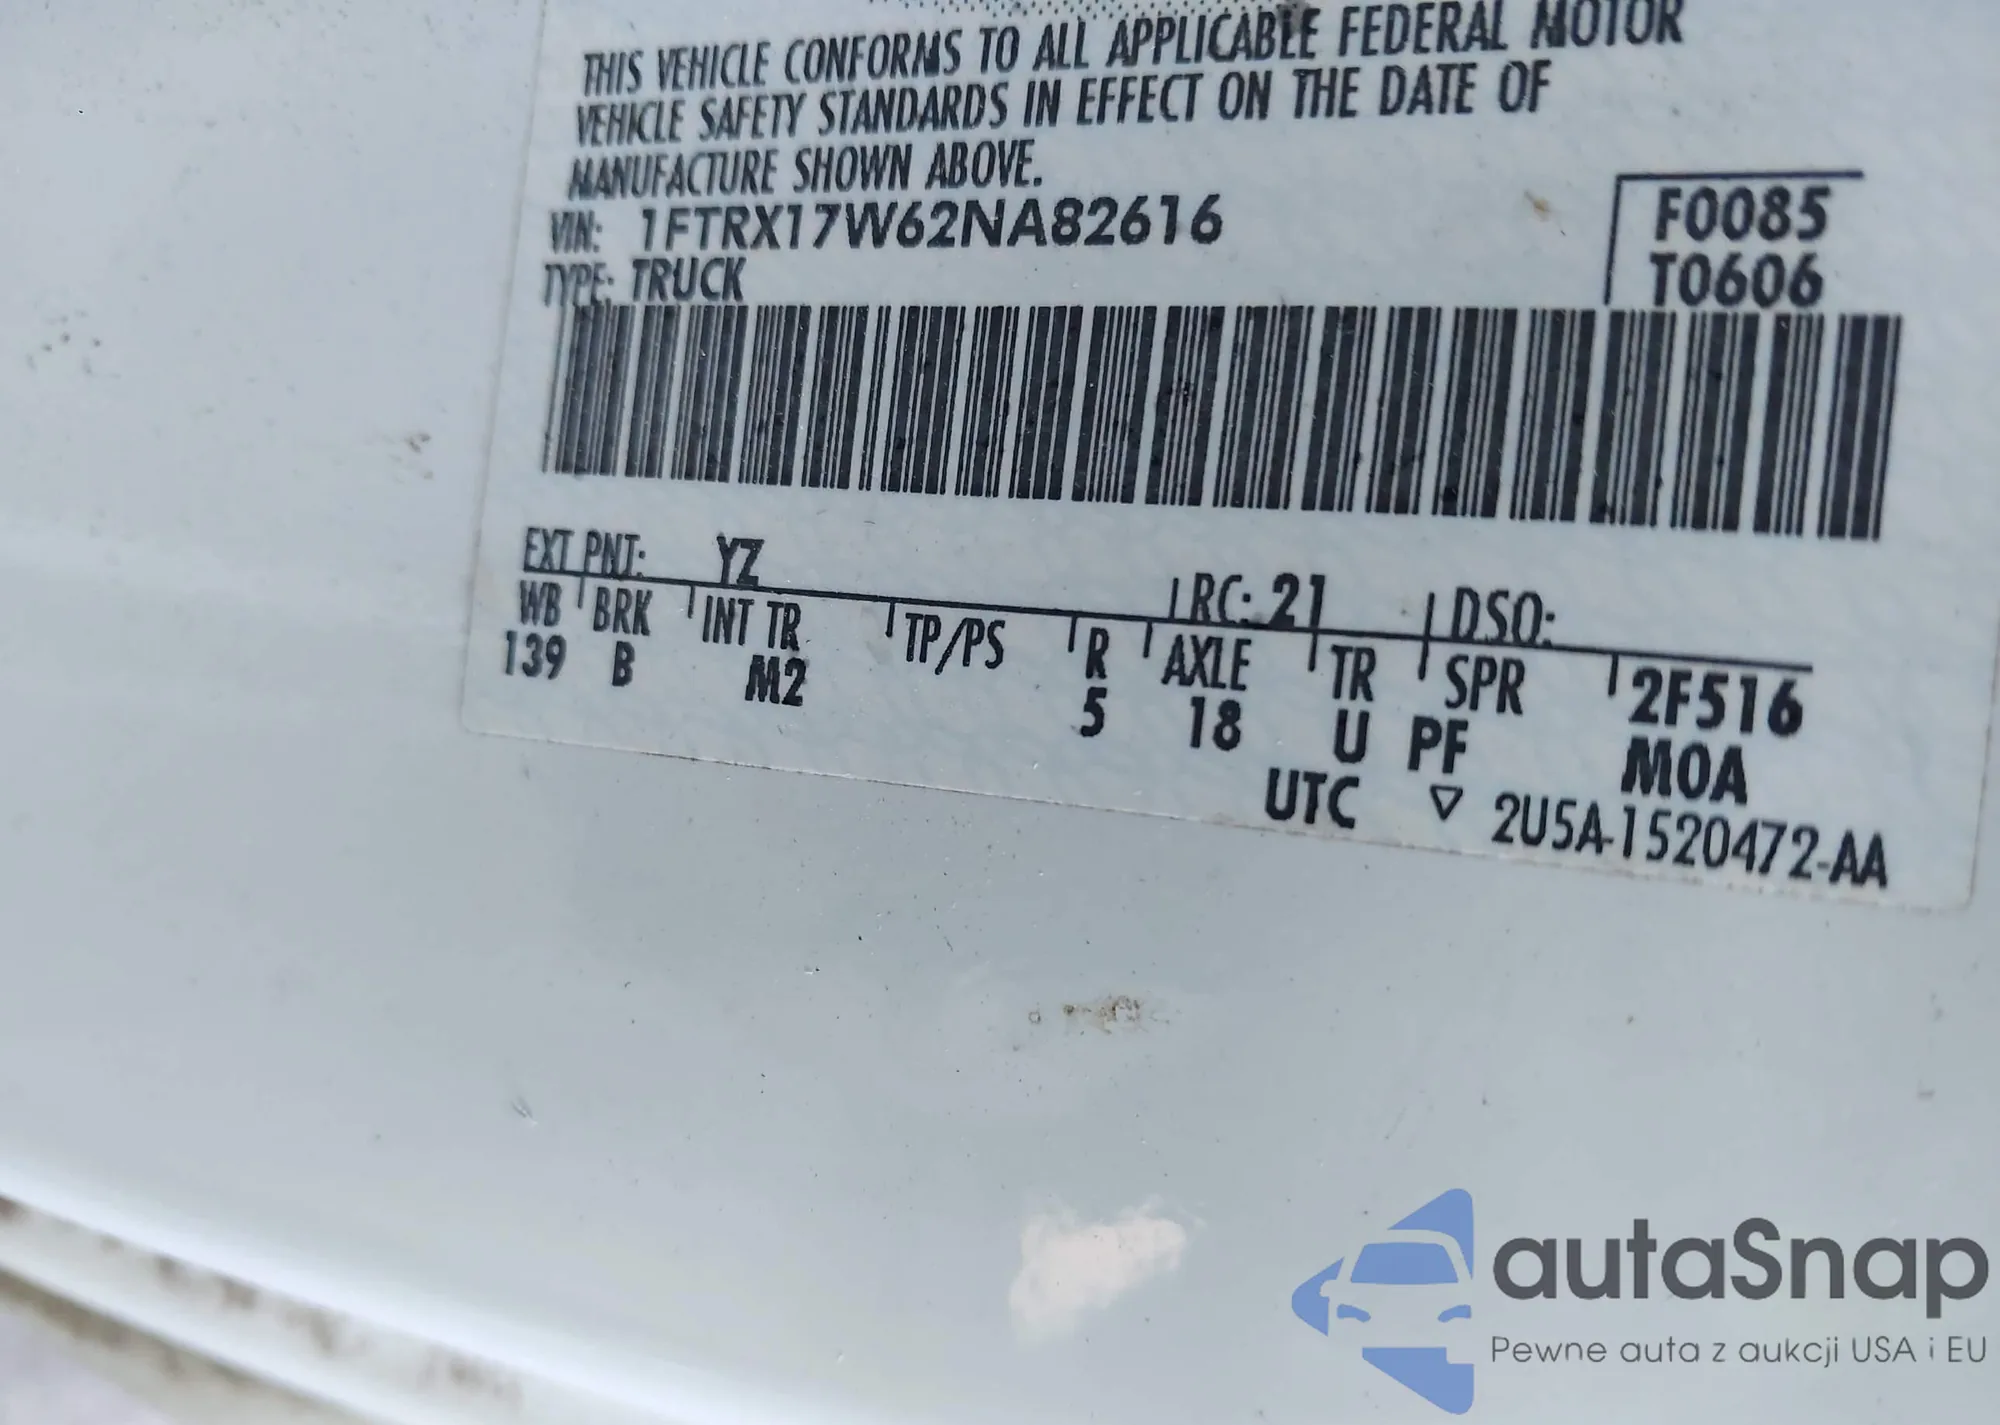 THIS VEHICLE CONFORMS TO ALL APPLICABLE FEDERAL MOTOR
VEHICLE SAFETY STANDARDS IN EFFECT ON THE DATE OF
MANUFACTURE SHOWN ABOVE.
VIN: 1FTRX17W62NA82616
TYPE: TRUCK
F0085
T0606
EXT PNT: YZ RC: 21 DSO:
WB BRK INT TR TP/PS R AXLE TR SPR 2F516
139 B M2 5 18 U PF MOA
UTC ▽ 2U5A-1520472-AA
autaSnap
Pewne auta z aukcji USA i EU